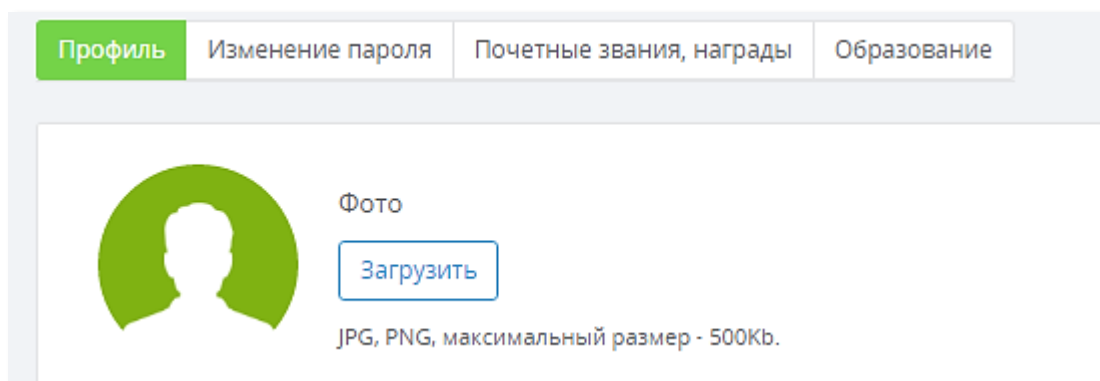 Профиль Изменение пароля Почетные звания, награды Образование
Фото
Загрузить
JPG, PNG, максимальный размер - 500Kb.